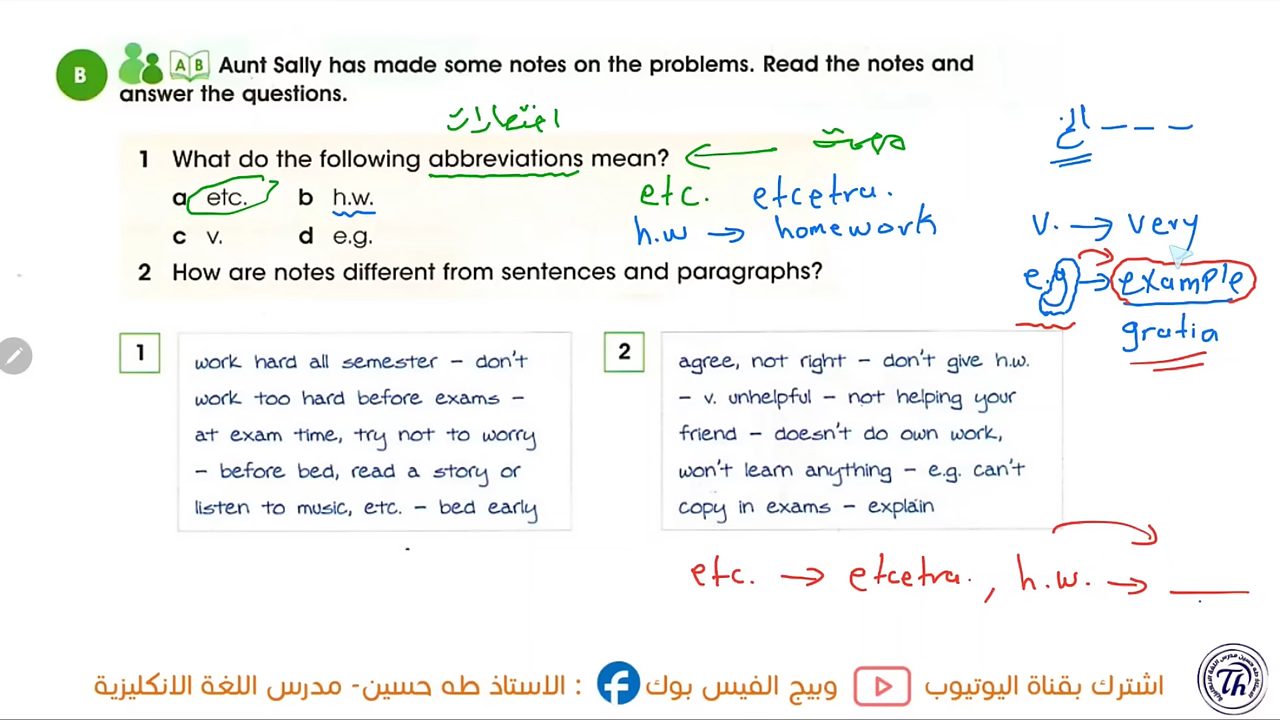 B A B Aunt Sally has made some notes on the problems. Read the notes and
answer the questions.
اختصارات
1 What do the following abbreviations mean?
a etc. b h.w.
c v. d e.g.
2 How are notes different from sentences and paragraphs?
etc. etcetra.
h.w → homework
الخ - - -
v. → very
e.g → example
gratia
1
work hard all semester – don't
work too hard before exams –
at exam time, try not to worry
– before bed, read a story or
listen to music, etc. – bed early
2
agree, not right – don't give h.w.
– v. unhelpful – not helping your
friend – doesn't do own work,
won't learn anything – e.g. can't
copy in exams – explain
etc. → etcetra. , h.w. → ____
اشترك بقناة اليوتيوب وبيج الفيس بوك : الاستاذ طه حسين- مدرس اللغة الانكليزية
Th